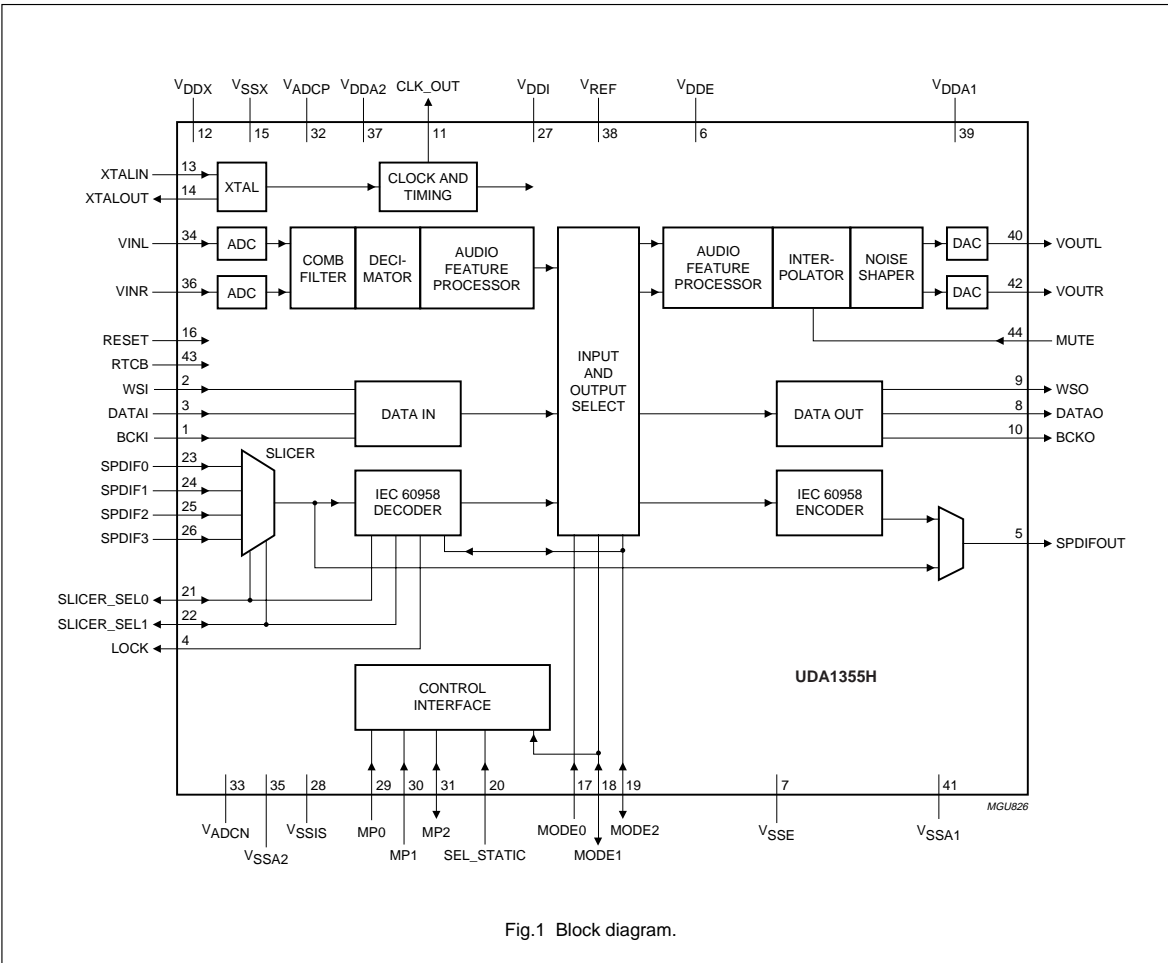 VDDX VSSX VADCP VDDA2 CLK_OUT VDDI VREF VDDE VDDA1
12 15 32 37 11 27 38 6 39
XTALIN 13
XTALOUT 14
XTAL
CLOCK AND
TIMING
VINL 34
ADC
VINR 36
ADC
COMB
FILTER
DECI-
MATOR
AUDIO
FEATURE
PROCESSOR
INPUT
AND
OUTPUT
SELECT
AUDIO
FEATURE
PROCESSOR
INTER-
POLATOR
NOISE
SHAPER
DAC
40 VOUTL
DAC
42 VOUTR
44 MUTE
RESET 16
RTCB 43
WSI 2
DATAI 3
BCKI 1
DATA IN
DATA OUT
9 WSO
8 DATAO
10 BCKO
SLICER
SPDIF0 23
SPDIF1 24
SPDIF2 25
SPDIF3 26
IEC 60958
DECODER
IEC 60958
ENCODER
5 SPDIFOUT
SLICER_SEL0 21
SLICER_SEL1 22
LOCK 4
CONTROL
INTERFACE
UDA1355H
33 35 28 29 30 31 20 17 18 19 7 41
MGU826
VADCN VSSA2 VSSIS MP0 MP1 MP2 SEL_STATIC MODE0 MODE1 MODE2 VSSE VSSA1
Fig.1 Block diagram.